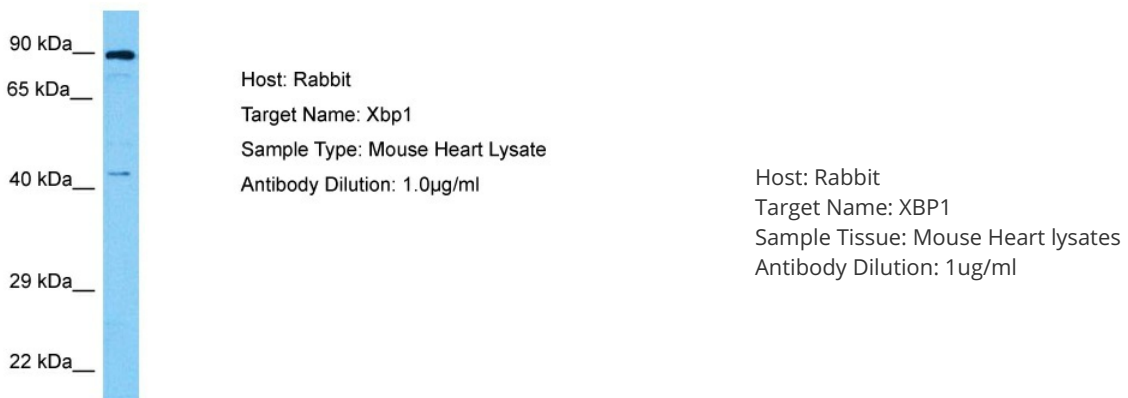 90 kDa__
65 kDa__
40 kDa__
29 kDa__
22 kDa__
Host: Rabbit
Target Name: Xbp1
Sample Type: Mouse Heart Lysate
Antibody Dilution: 1.0µg/ml
Host: Rabbit
Target Name: XBP1
Sample Tissue: Mouse Heart lysates
Antibody Dilution: 1ug/ml